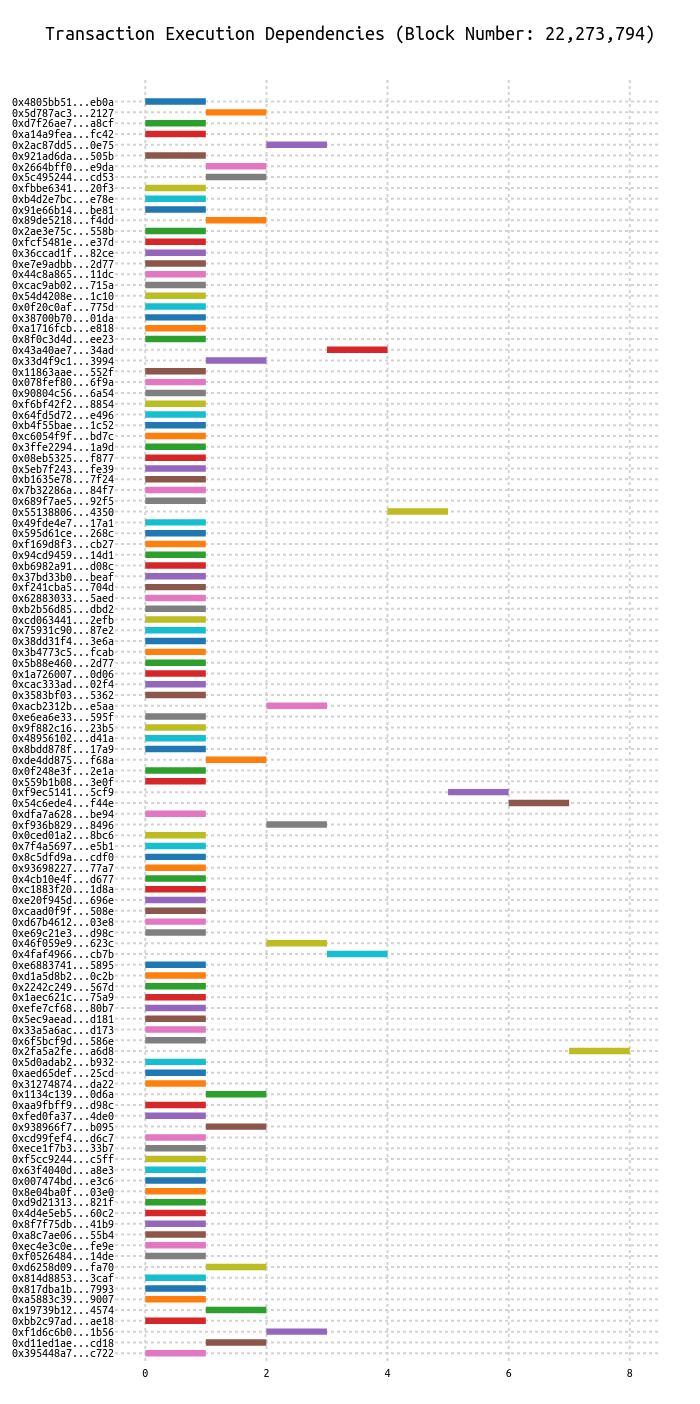 Transaction Execution Dependencies (Block Number: 22,273,794)
0x4805bb51...eb0a
0x5d787ac3...2127
0xd7f26ae7...a8cf
0xa14a9fea...fc42
0x2ac87dd5...0e75
0x921ad6da...505b
0x2664bff0...e9da
0x5c495244...cd53
0xfbbe6341...20f3
0xb4d2e7bc...e78e
0x91e66b14...be81
0x89de5218...f4dd
0x2ae3e75c...558b
0xfcf5481e...e37d
0x36ccad1f...82ce
0xe7e9adbb...2d77
0x44c8a865...11dc
0xcac9ab02...715a
0x54d4208e...1c10
0x0f20c0af...775d
0x38700b70...01da
0xa1716fcb...e818
0x8f0c3d4d...ee23
0x43a40ae7...34ad
0x33d4f9c1...3994
0x11863aae...552f
0x078fef80...6f9a
0x90804c56...6a54
0xf6bf42f2...8854
0x64fd5d72...e496
0xb4f55bae...1c52
0xc6054f9f...bd7c
0x3ffe2294...1a9d
0x08eb5325...f877
0x5eb7f243...fe39
0xb1635e78...7f24
0x7b32286a...84f7
0x689f7ae5...92f5
0x55138806...4350
0x49fde4e7...17a1
0x595d61ce...268c
0xf169d8f3...cb27
0x94cd9459...14d1
0xb6982a91...d08c
0x37bd33b0...beaf
0xf241cba5...704d
0x62883033...5aed
0xb2b56d85...dbd2
0xcd063441...2efb
0x75931c90...87e2
0x38dd31f4...3e6a
0x3b4773c5...fcab
0x5b88e460...2d77
0x1a726007...0d06
0xcac333ad...02f4
0x3583bf03...5362
0xacb2312b...e5aa
0xe6ea6e33...595f
0x9f882c16...23b5
0x48956102...d41a
0x8bdd878f...17a9
0xde4dd875...f68a
0x0f248e3f...2e1a
0x559b1b08...3e0f
0xf9ec5141...5cf9
0x54c6ede4...f44e
0xdfa7a628...be94
0xf936b829...8496
0x0ced01a2...8bc6
0x7f4a5697...e5b1
0x8c5dfd9a...cdf0
0x93698227...77a7
0x4cb10e4f...d677
0xc1883f20...1d8a
0xe20f945d...696e
0xcaad0f9f...508e
0xd67b4612...03e8
0xe69c21e3...d98c
0x46f059e9...623c
0x4faf4966...cb7b
0xe6883741...5895
0xd1a5d8b2...0c2b
0x2242c249...567d
0x1aec621c...75a9
0xefe7cf68...80b7
0x5ec9aead...d181
0x33a5a6ac...d173
0x6f5bcf9d...586e
0x2fa5a2fe...a6d8
0x5d0adab2...b932
0xaed65def...25cd
0x31274874...da22
0x1134c139...0d6a
0xaa9fbff9...d98c
0xfed0fa37...4de0
0x938966f7...b095
0xcd99fef4...d6c7
0xece1f7b3...33b7
0xf5cc9244...c5ff
0x63f4040d...a8e3
0x007474bd...e3c6
0x8e04ba0f...03e0
0xd9d21313...821f
0x4d4e5eb5...60c2
0x8f7f75db...41b9
0xa8c7ae06...55b4
0xec4e3c0e...fe9e
0xf0526484...14de
0xd6258d09...fa70
0x814d8853...3caf
0x817dba1b...7993
0xa5883c39...9007
0x19739b12...4574
0xbb2c97ad...ae18
0xf1d6c6b0...1b56
0xd11ed1ae...cd18
0x395448a7...c722
0 2 4 6 8